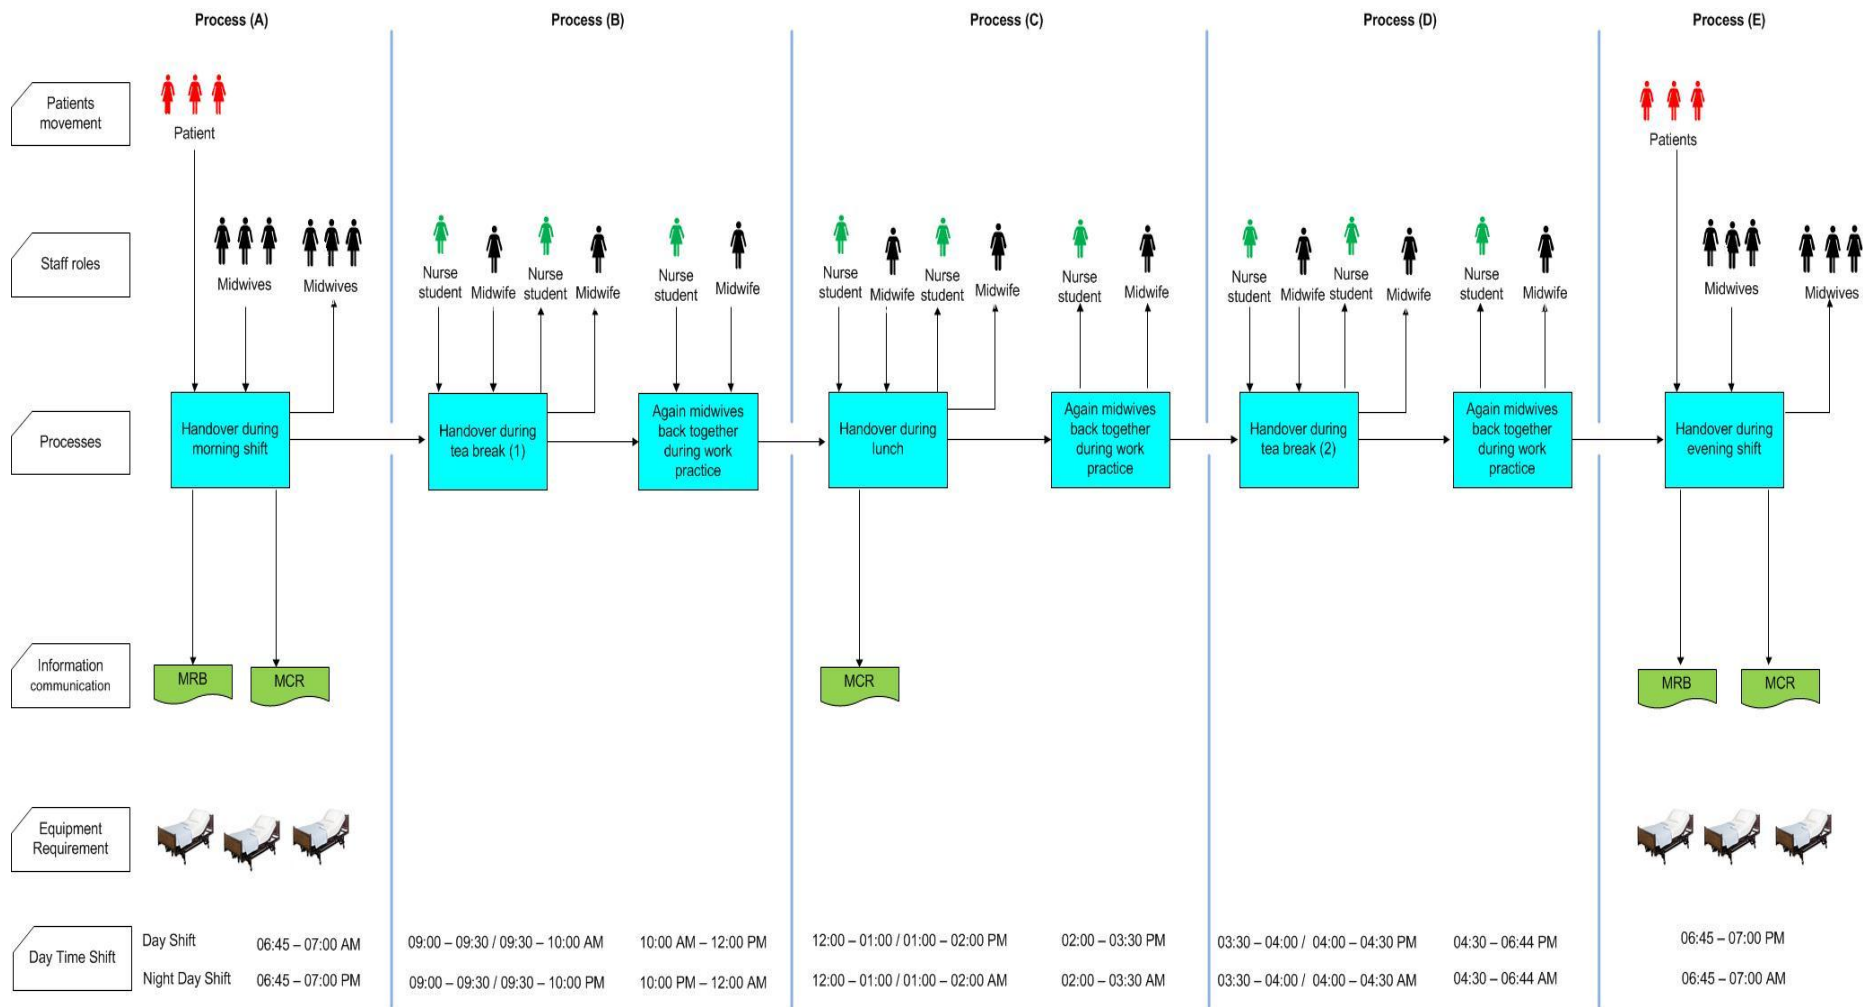 Process (A)
Process (B)
Process (C)
Process (D)
Process (E)
Patients
movement
Patient
Patients
Staff roles
Midwives
Midwives
Nurse
student
Midwife
Nurse
student
Midwife
Nurse
student
Midwife
Nurse
student
Midwife
Nurse
student
Midwife
Nurse
student
Midwife
Nurse
student
Midwife
Nurse
student
Midwife
Nurse
student
Midwife
Midwives
Midwives
Processes
Handover during
morning shift
Handover during
tea break (1)
Again midwives
back together
during work
practice
Handover during
lunch
Again midwives
back together
during work
practice
Handover during
tea break (2)
Again midwives
back together
during work
practice
Handover during
evening shift
Information
communication
MRB
MCR
MCR
MRB
MCR
Equipment
Requirement
Day Time Shift
Day Shift
06:45 – 07:00 AM
09:00 – 09:30 / 09:30 – 10:00 AM
10:00 AM – 12:00 PM
12:00 – 01:00 / 01:00 – 02:00 PM
02:00 – 03:30 PM
03:30 – 04:00 / 04:00 – 04:30 PM
04:30 – 06:44 PM
06:45 – 07:00 PM
Night Day Shift
06:45 – 07:00 PM
09:00 – 09:30 / 09:30 – 10:00 PM
10:00 PM – 12:00 AM
12:00 – 01:00 / 01:00 – 02:00 AM
02:00 – 03:30 AM
03:30 – 04:00 / 04:00 – 04:30 AM
04:30 – 06:44 AM
06:45 – 07:00 AM